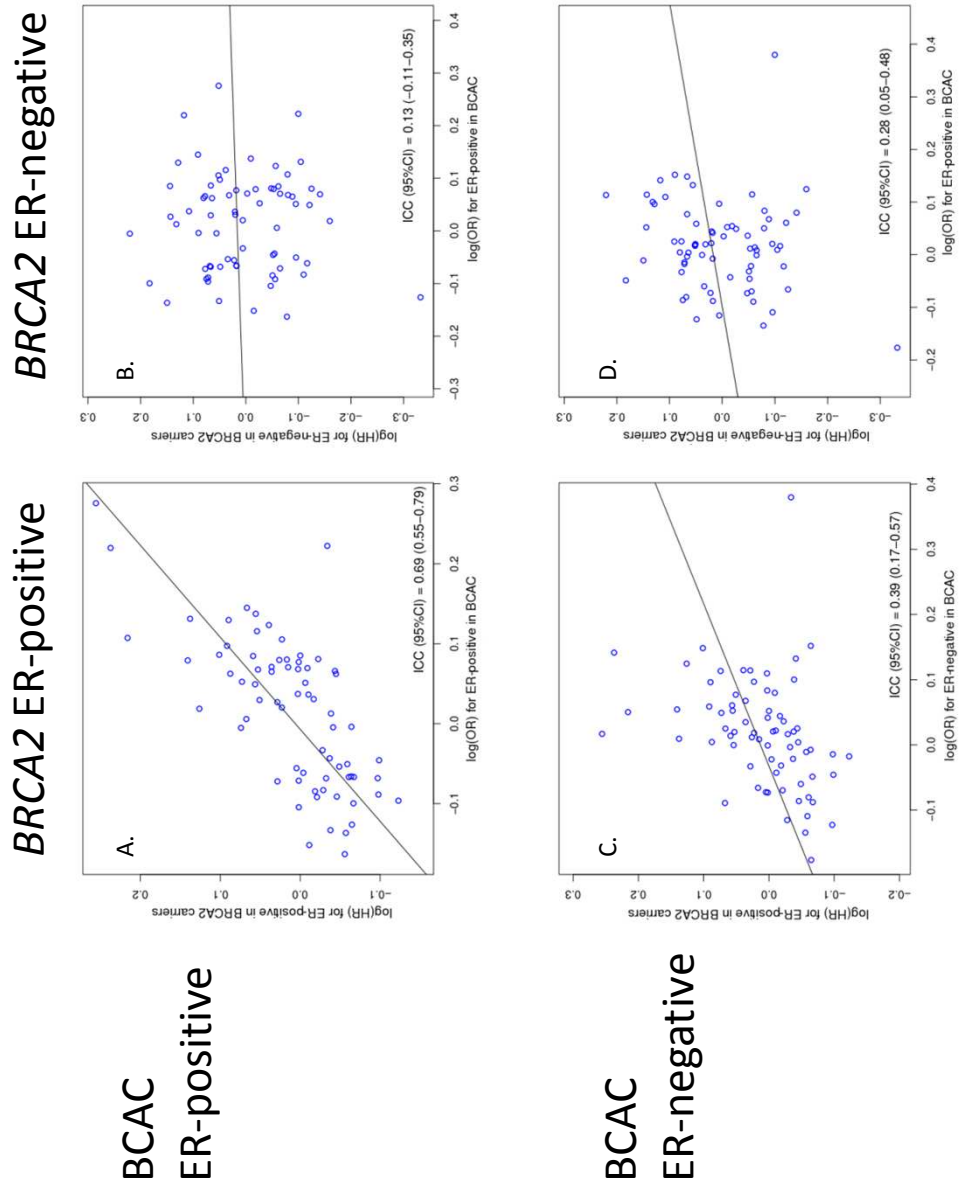 BRCA2 ER-positive
BRCA2 ER-negative
BCAC
ER-positive
A.
log(HR) for ER-positive in BRCA2 carriers
0.2
0.1
0.0
−0.1
ICC (95%CI) = 0.69 (0.55−0.79)
−0.1 0.0 0.1 0.2 0.3
log(OR) for ER-positive in BCAC
B.
log(HR) for ER-negative in BRCA2 carriers
0.3
0.2
0.1
0.0
−0.1
−0.2
−0.3
ICC (95%CI) = 0.13 (−0.11−0.35)
−0.3 −0.2 −0.1 0.0 0.1 0.2 0.3 0.4
log(OR) for ER-positive in BCAC
BCAC
ER-negative
C.
log(HR) for ER-positive in BRCA2 carriers
0.3
0.2
0.1
0.0
−0.1
−0.2
ICC (95%CI) = 0.39 (0.17−0.57)
−0.1 0.0 0.1 0.2 0.3 0.4
log(OR) for ER-negative in BCAC
D.
log(HR) for ER-negative in BRCA2 carriers
0.3
0.2
0.1
0.0
−0.1
−0.2
−0.3
ICC (95%CI) = 0.28 (0.05−0.48)
−0.2 −0.1 0.0 0.1 0.2 0.3 0.4
log(OR) for ER-positive in BCAC